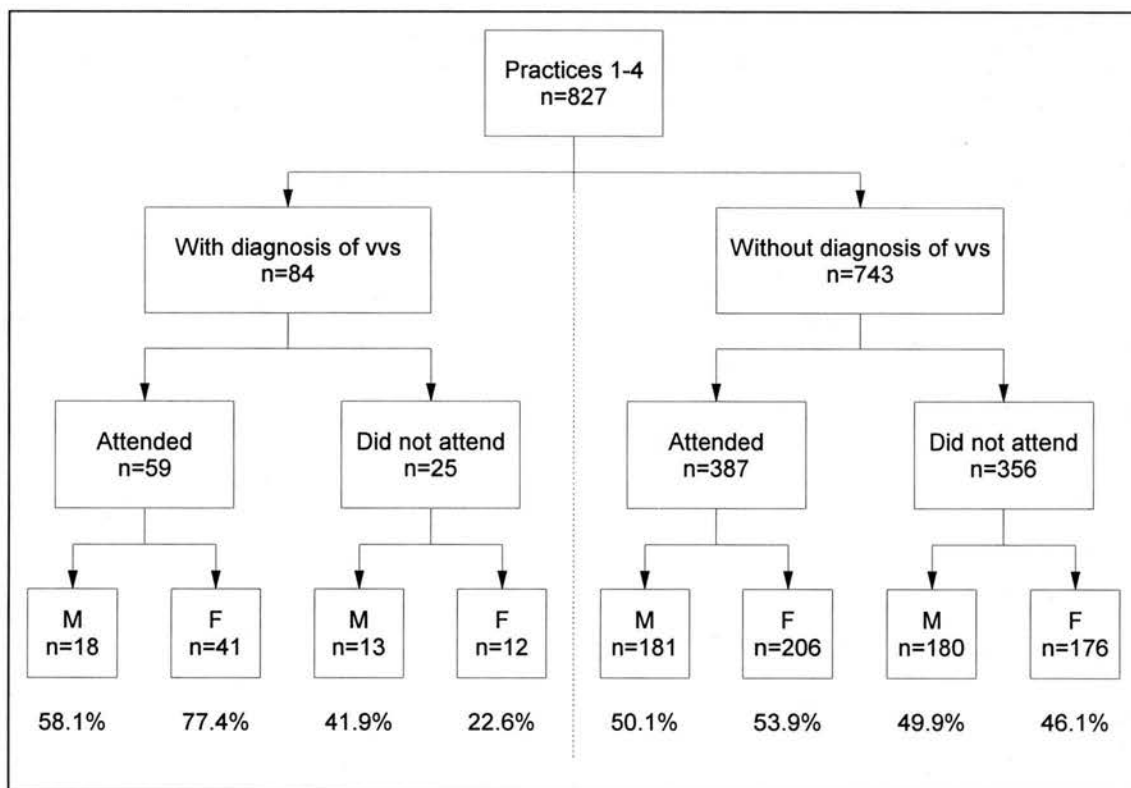 Practices 1-4
n=827
With diagnosis of vvs
n=84
Without diagnosis of vvs
n=743
Attended
n=59
Did not attend
n=25
Attended
n=387
Did not attend
n=356
M
n=18
F
n=41
M
n=13
F
n=12
M
n=181
F
n=206
M
n=180
F
n=176
58.1%
77.4%
41.9%
22.6%
50.1%
53.9%
49.9%
46.1%